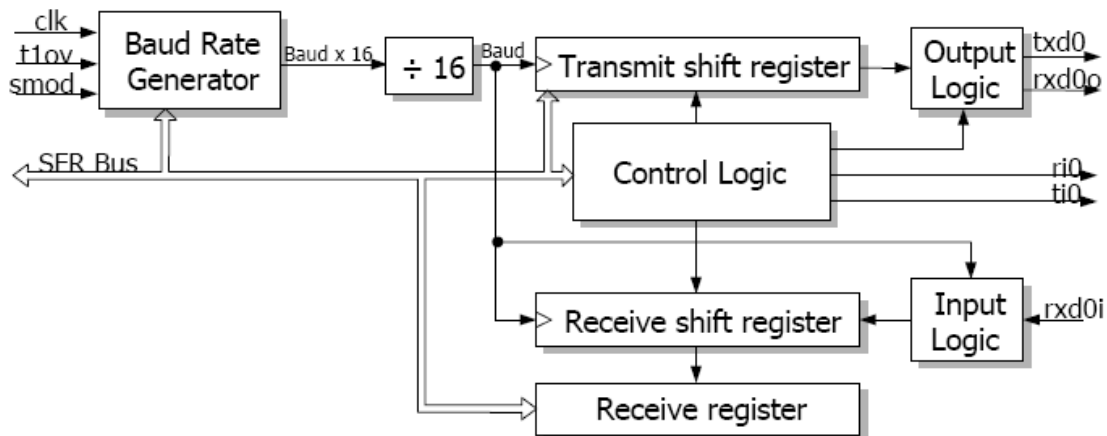 clk
t1ov
smod
Baud Rate
Generator
Baud x 16
÷ 16
Baud
Transmit shift register
Output
Logic
txd0
rxd0o
SFR Bus
Control Logic
ri0
ti0
Receive shift register
Input
Logic
rxd0i
Receive register